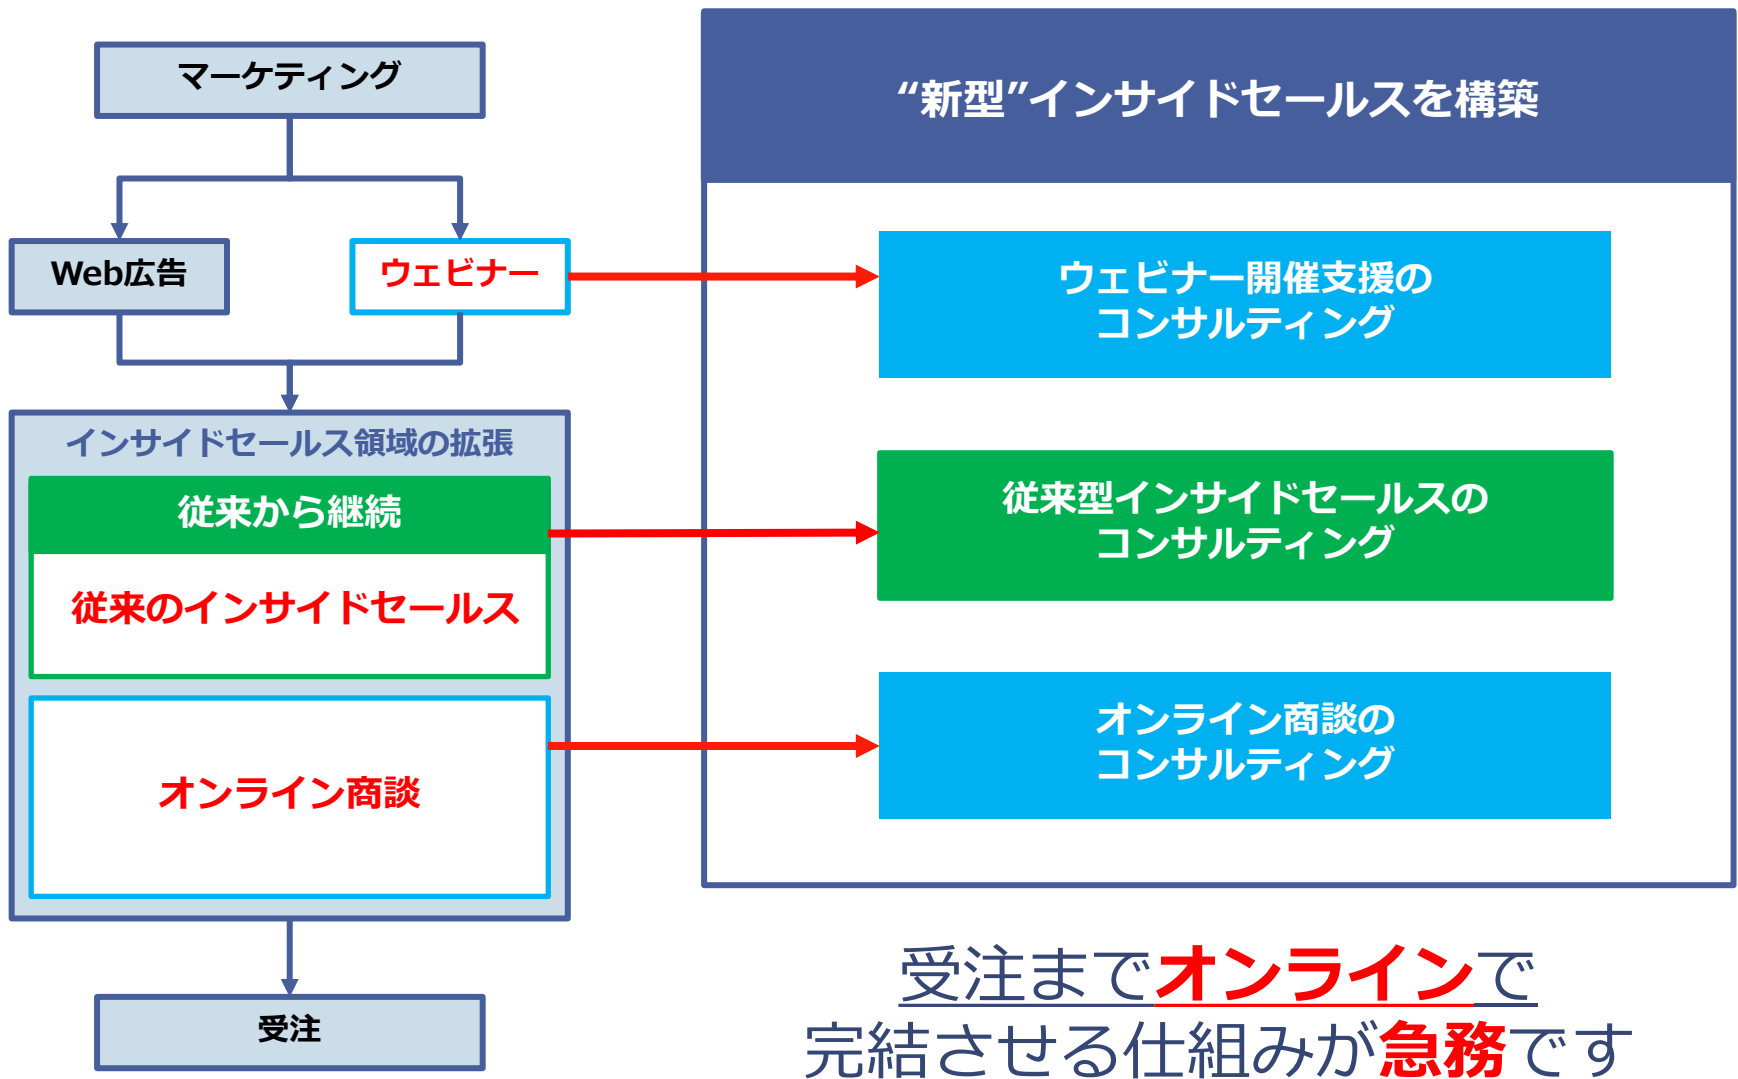 マーケティング
Web広告
ウェビナー
インサイドセールス領域の拡張
従来から継続
従来のインサイドセールス
オンライン商談
受注
“新型”インサイドセールスを構築
ウェビナー開催支援の
コンサルティング
従来型インサイドセールスの
コンサルティング
オンライン商談の
コンサルティング
受注までオンラインで
完結させる仕組みが急務です